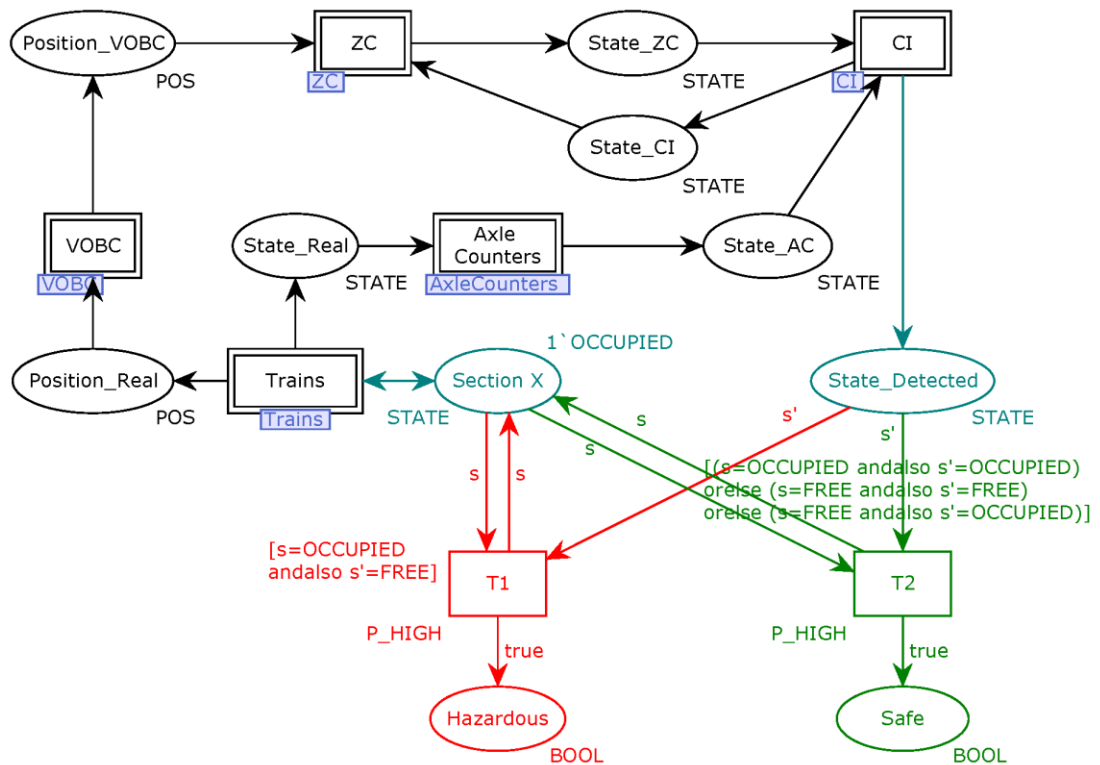 Position_VOBC
POS
ZC
ZC
State_ZC
STATE
CI
CI
State_CI
STATE
VOBC
VOBC
State_Real
STATE
Axle
Counters
AxleCounters
State_AC
STATE
Position_Real
POS
Trains
Trains
1`OCCUPIED
Section X
STATE
State_Detected
STATE
s
s
s
s
s'
s'
[(s=OCCUPIED andalso s'=OCCUPIED)
orelse (s=FREE andalso s'=FREE)
orelse (s=FREE andalso s'=OCCUPIED)]
[s=OCCUPIED
andalso s'=FREE]
T1
P_HIGH
true
T2
P_HIGH
true
Hazardous
BOOL
Safe
BOOL